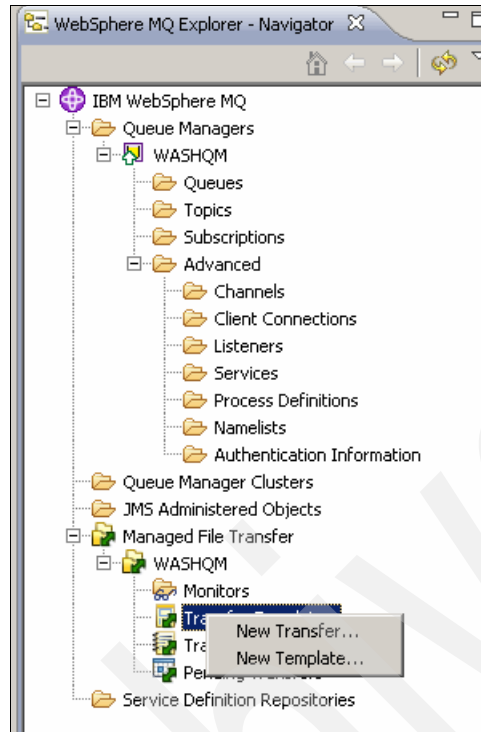 WebSphere MQ Explorer - Navigator
IBM WebSphere MQ
Queue Managers
WASHQM
Queues
Topics
Subscriptions
Advanced
Channels
Client Connections
Listeners
Services
Process Definitions
Namelists
Authentication Information
Queue Manager Clusters
JMS Administered Objects
Managed File Transfer
WASHQM
Monitors
New Transfer...
New Template...
Service Definition Repositories